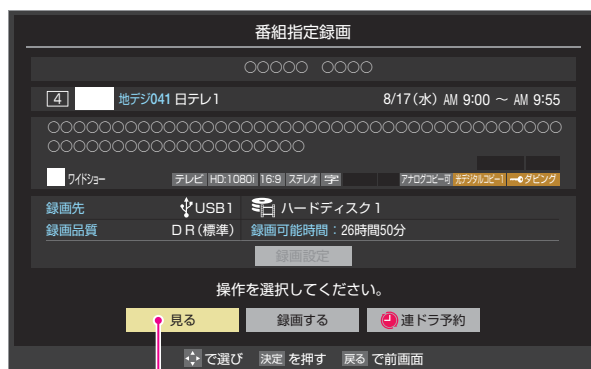 番組指定録画
○○○○○ ○○○○
4 地デジ041 日テレ1 8/17(水) AM 9:00 ～ AM 9:55
○○○○○○○○○○○○○○○○○○○○○○○○○○○○○○○○○○○○○○○○
○○○○○○○○○○○○○○○○○○○○
ワイドショー テレビ HD:1080i 16:9 ステレオ 字 アナログコピー可 光デジタルコピー1 ダビング
録画先 USB1 ハードディスク1
録画品質 DR(標準) 録画可能時間：26時間50分
録画設定
操作を選択してください。
見る 録画する 連ドラ予約
で選び 決定 を押す 戻る で前画面